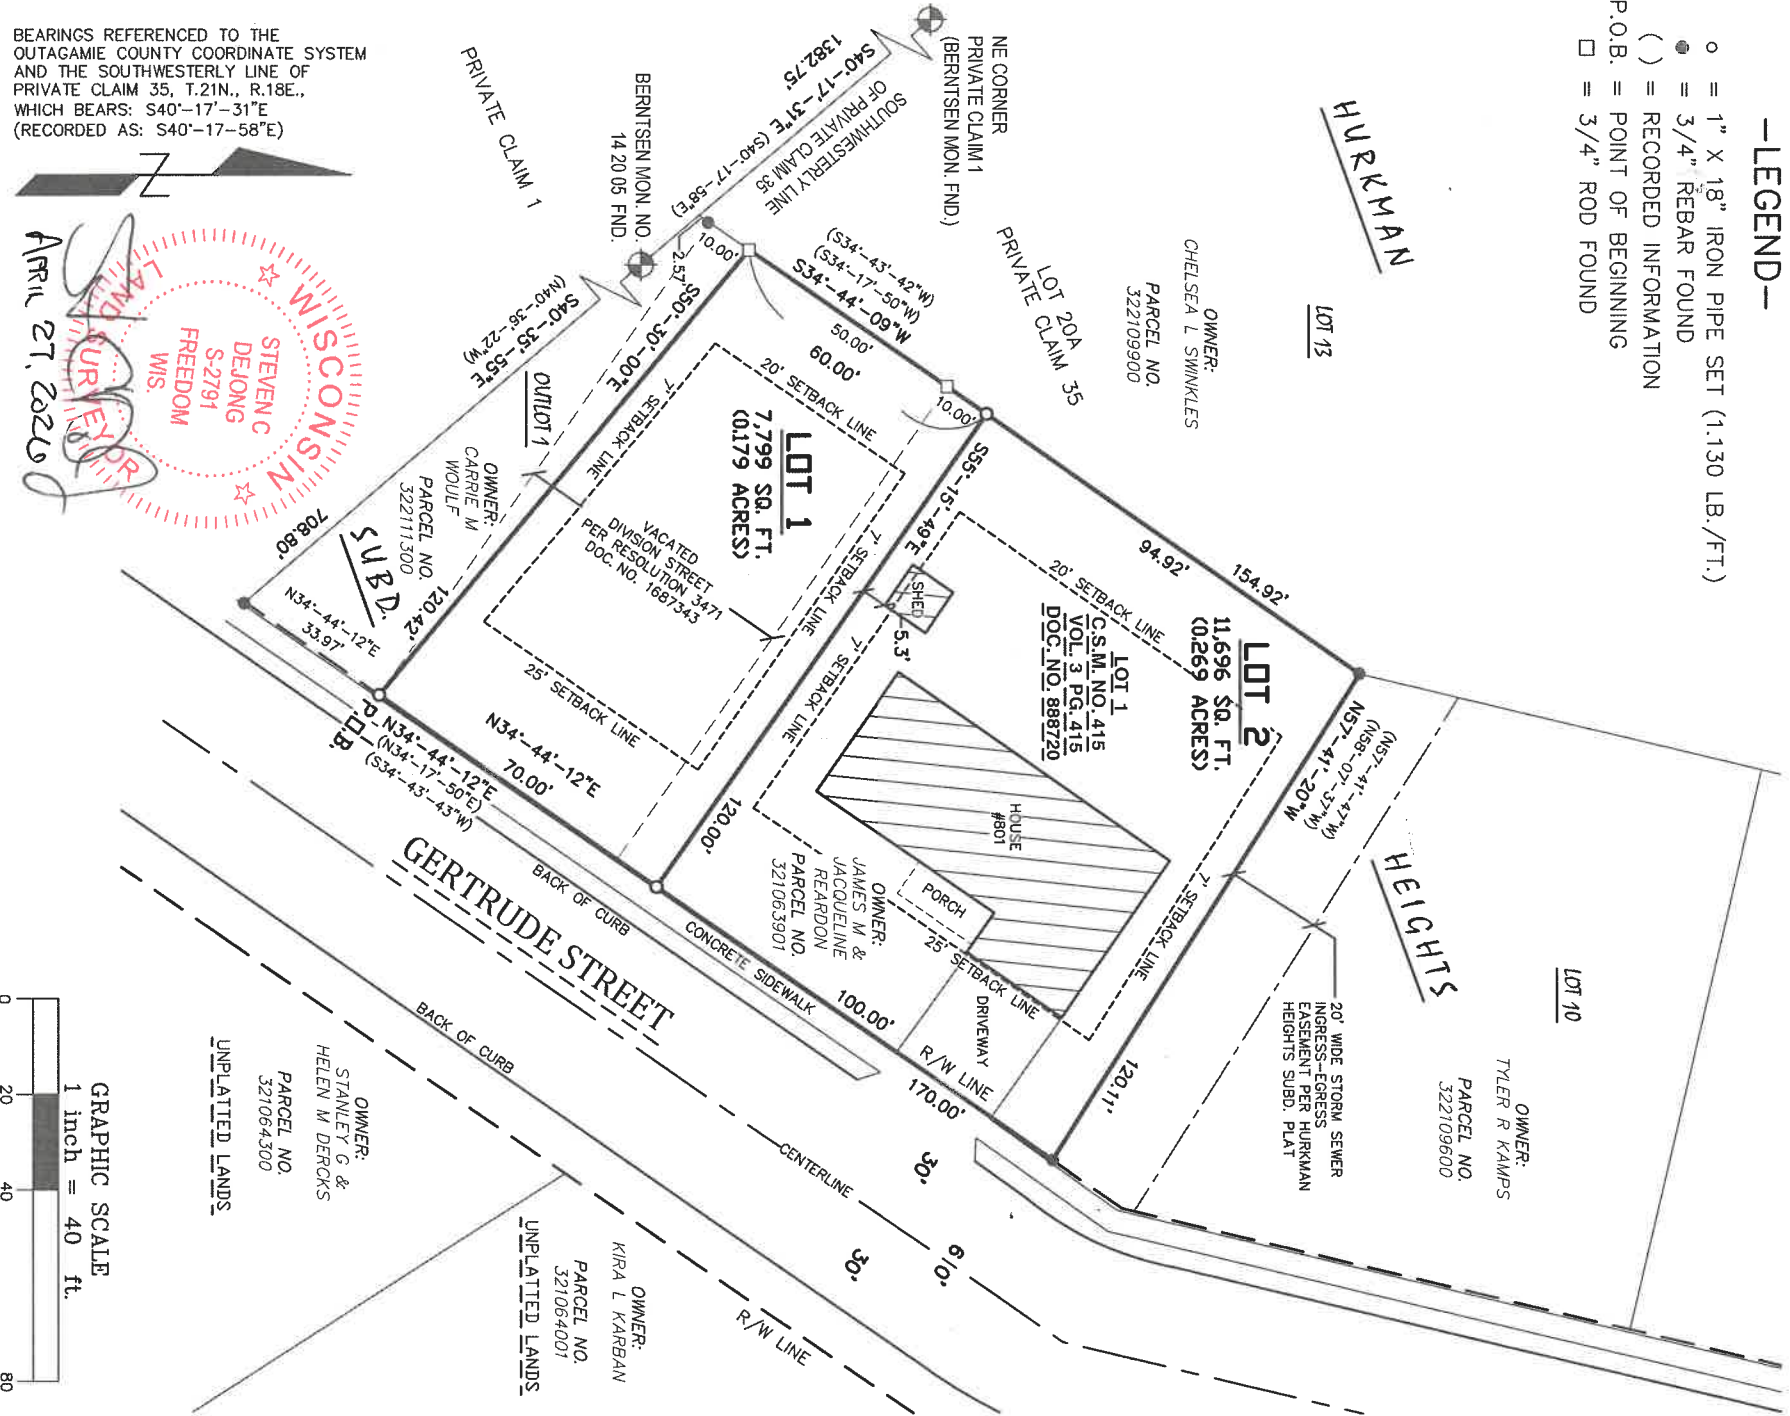 BEARINGS REFERENCED TO THE
OUTAGAMIE COUNTY COORDINATE SYSTEM
AND THE SOUTHWESTERLY LINE OF
PRIVATE CLAIM 35, T.21N., R.18E.,
WHICH BEARS: S40°-17'-31"E
(RECORDED AS: S40°-17-58"E)
N
WISCONSIN
STEVEN C
DEJONG
S-2791
FREEDOM
WIS.
LAND SURVEYOR
APRIL 27, 2026
-LEGEND-
○ = 1" X 18" IRON PIPE SET (1.130 LB./FT.)
● = 3/4" REBAR FOUND
( ) = RECORDED INFORMATION
P.O.B. = POINT OF BEGINNING
□ = 3/4" ROD FOUND
NE CORNER
PRIVATE CLAIM 1
(BERNTSEN MON. FND.)
S40°-17'-31"E (S40°-17'-58"E)
1382.75'
SOUTHWESTERLY LINE
OF PRIVATE CLAIM 35
PRIVATE CLAIM 1
BERNTSEN MON. NO.
14 20 05 FND.
10.00'
2.57'
S40°-35'-55"E
(N40°-36'-22"W)
708.80'
(S34°-43'-42"W)
(S34°-17'-50"W)
S34°-44'-09"W
50.00'
60.00'
10.00'
LOT 20A
PRIVATE CLAIM 35
OWNER:
CHELSEA L SWINKLES
PARCEL NO.
322109900
HURKMAN
LOT 13
S50°-30'-00"E
120.42'
7' SETBACK LINE
20' SETBACK LINE
LOT 1
7,799 SQ. FT.
(0.179 ACRES)
VACATED
DIVISION STREET
PER RESOLUTION 3471
DOC. NO. 1687343
25' SETBACK LINE
7' SETBACK LINE
OUTLOT 1
OWNER:
CARRIE M
WOULF
PARCEL NO.
322111300
SUBD.
N34°-44'-12"E
33.97'
P.O.B.
N34°-44'-12"E
(N34°-17'-50"E)
(S34°-43'-43"W)
N34°-44'-12"E
70.00'
S55°-15'-49"E
120.00'
7' SETBACK LINE
SHED
5.3'
94.92'
154.92'
20' SETBACK LINE
LOT 2
11,696 SQ. FT.
(0.269 ACRES)
LOT 1
C.S.M. NO. 415
VOL. 3 PG. 415
DOC. NO. 888720
HOUSE
#801
PORCH
OWNER:
JAMES M &
JACQUELINE
REARDON
PARCEL NO.
321063901
25' SETBACK LINE
DRIVEWAY
7' SETBACK LINE
N57°-41'-20"W
(N58°-07'-37"W)
(N57°-41'-47"W)
120.11'
HEIGHTS
20' WIDE STORM SEWER
INGRESS-EGRESS
EASEMENT PER HURKMAN
HEIGHTS SUBD. PLAT
LOT 10
OWNER:
TYLER R KAMPS
PARCEL NO.
322109600
100.00'
R/W LINE
170.00'
CONCRETE SIDEWALK
BACK OF CURB
GERTRUDE STREET
BACK OF CURB
CENTERLINE
30'
60'
30'
R/W LINE
OWNER:
STANLEY G &
HELEN M DERCKS
PARCEL NO.
321064300
UNPLATTED LANDS
OWNER:
KIRA L KARBAN
PARCEL NO.
321064001
UNPLATTED LANDS
GRAPHIC SCALE
1 inch = 40 ft.
0 20 40 80